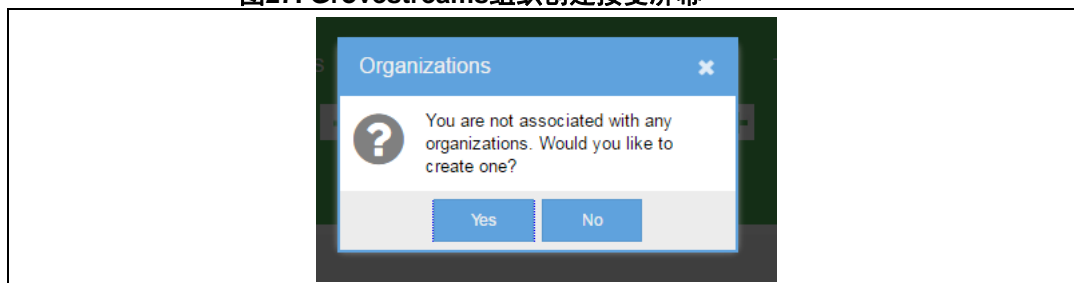 Organizations
You are not associated with any
organizations. Would you like to
create one?
Yes
No